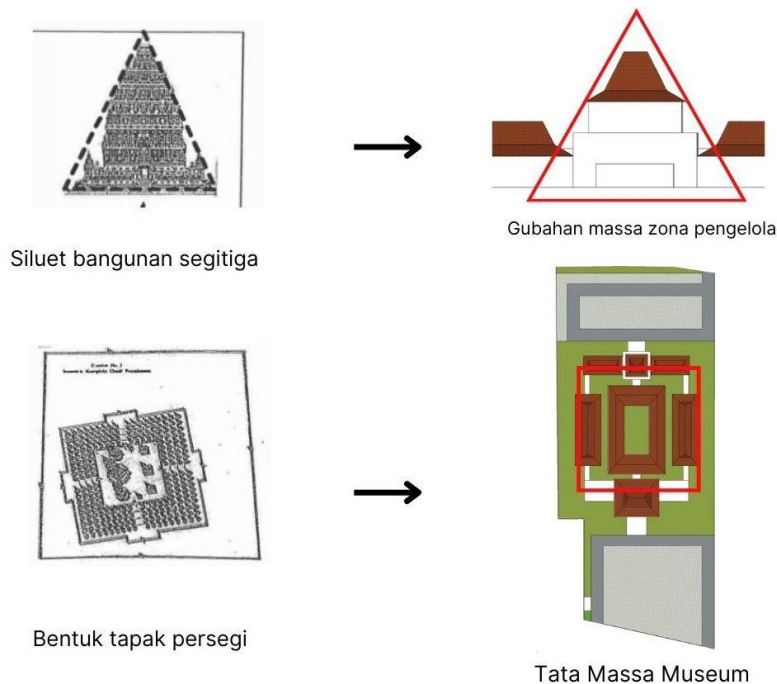 Siluet bangunan segitiga
Gubahan massa zona pengelola
Bentuk tapak persegi
Tata Massa Museum